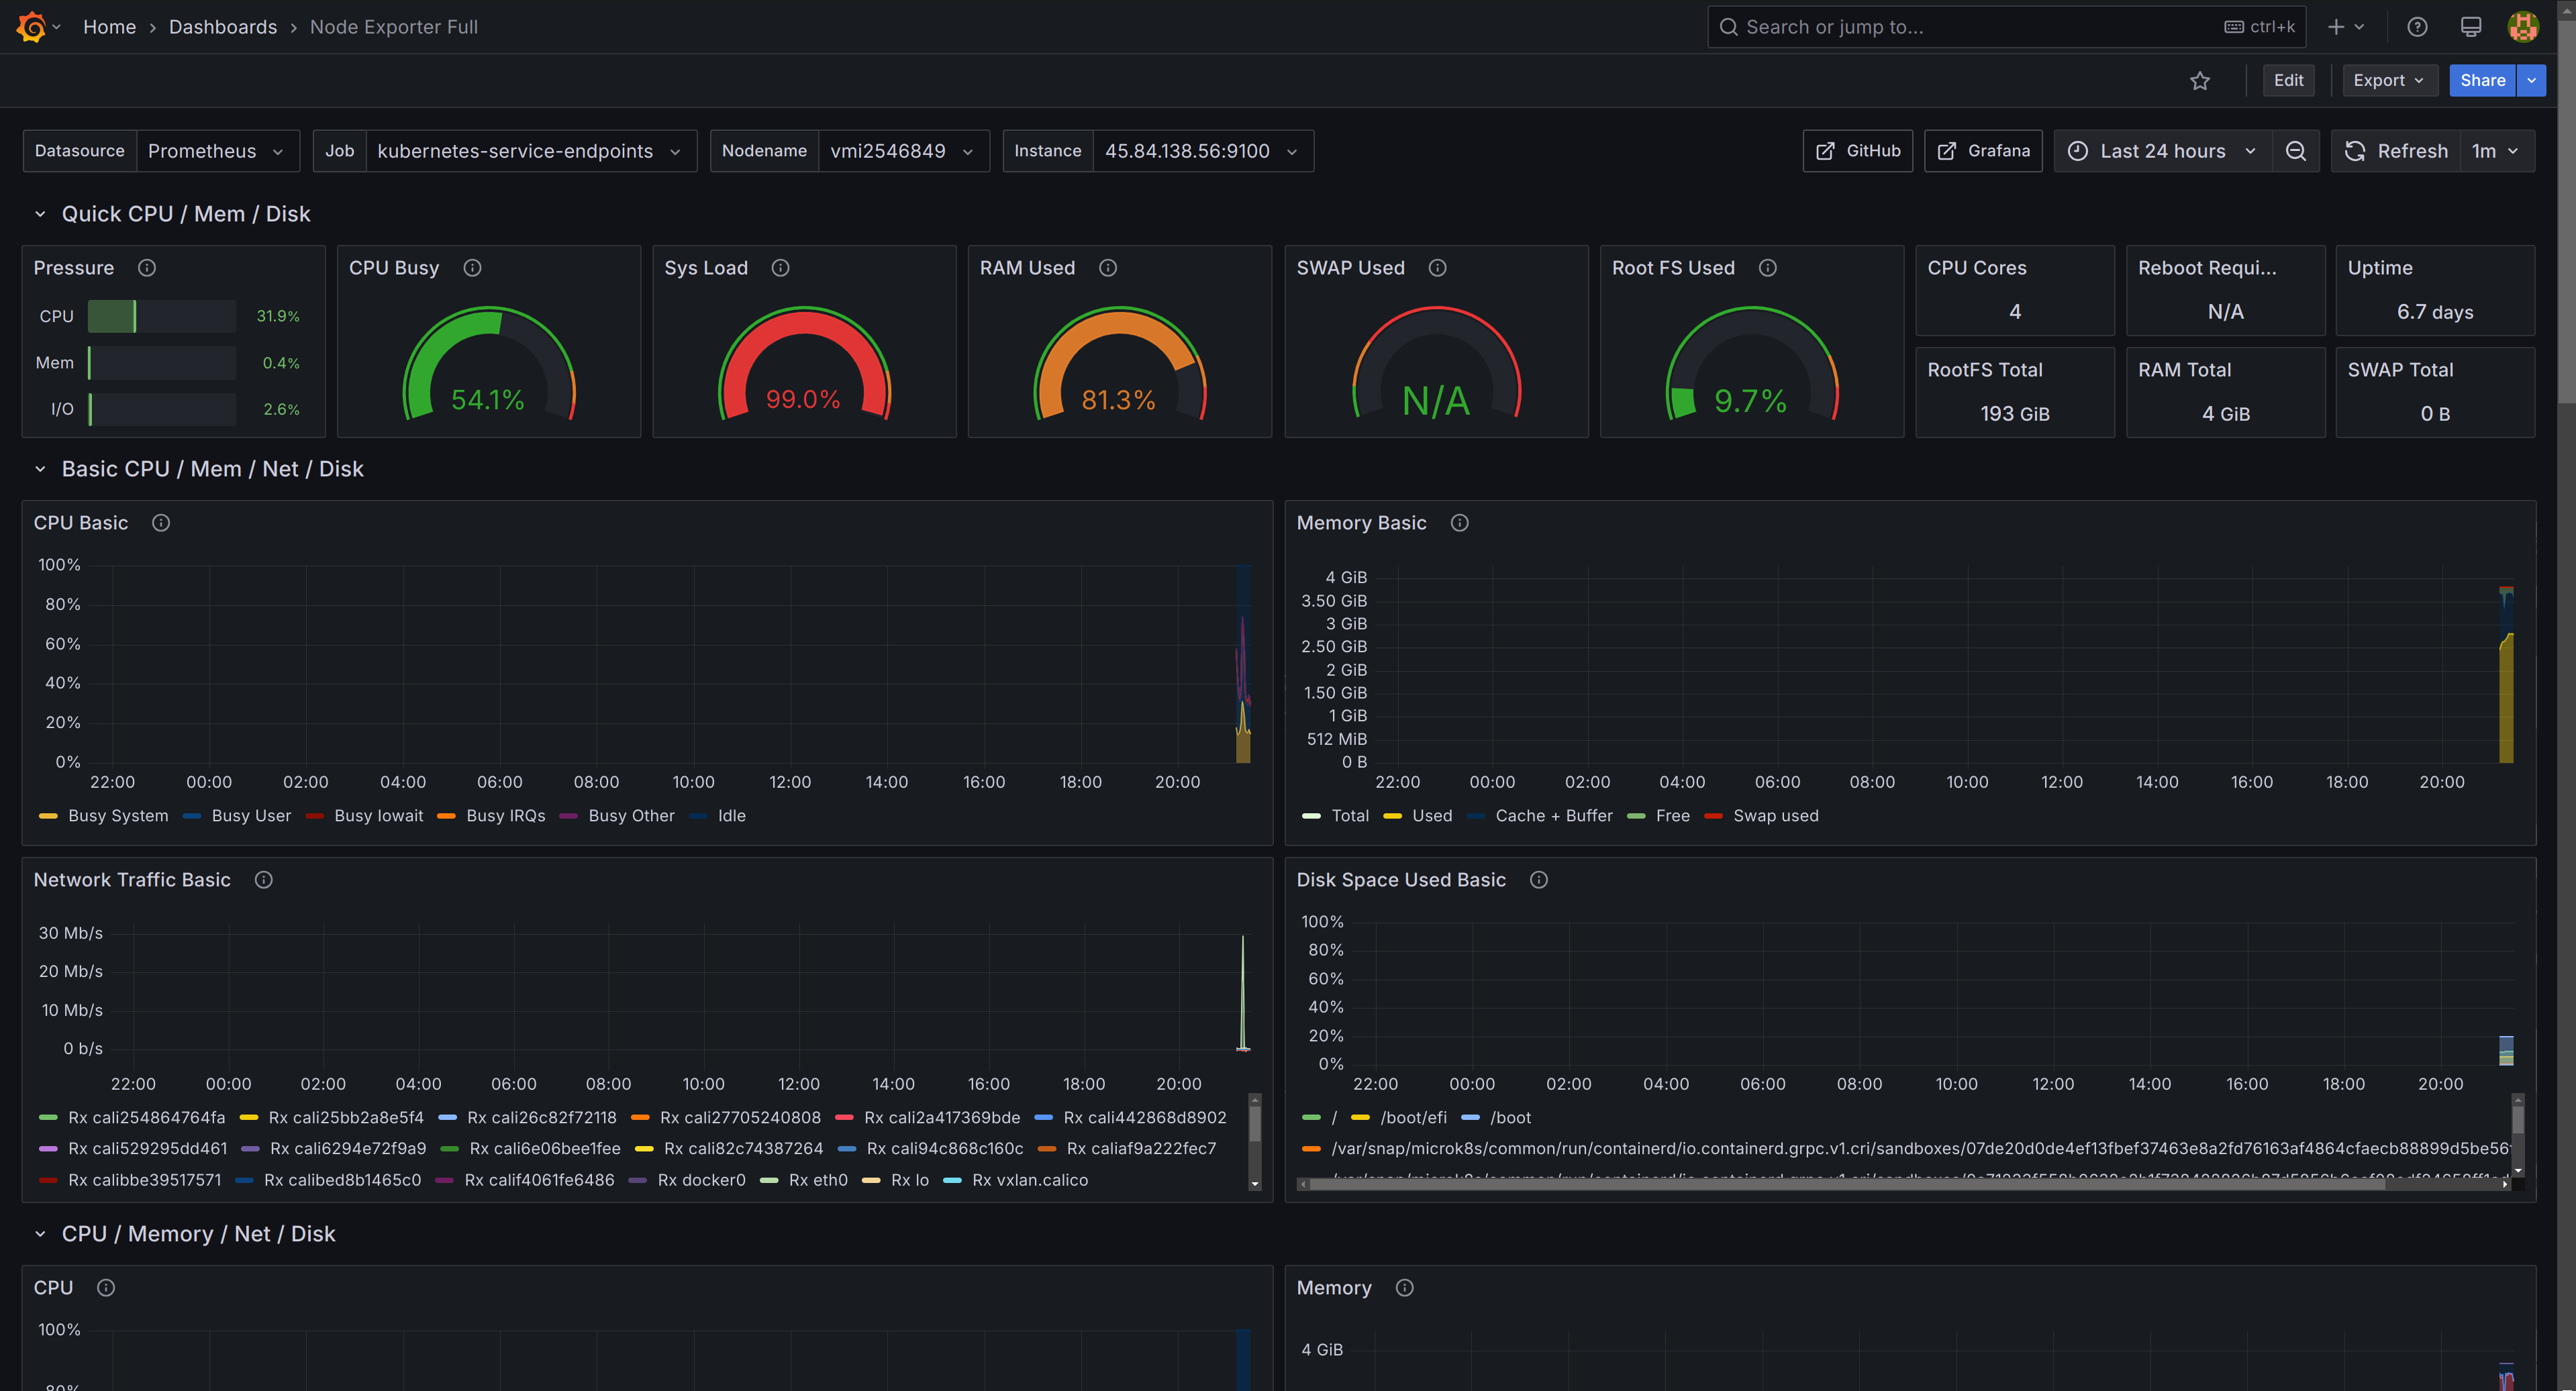 Home › Dashboards › Node Exporter Full
Search or jump to... ctrl+k
Edit Export Share
Datasource Prometheus Job kubernetes-service-endpoints Nodename vmi2546849 Instance 45.84.138.56:9100 GitHub Grafana Last 24 hours Refresh 1m
Quick CPU / Mem / Disk
Pressure
CPU 31.9%
Mem 0.4%
I/O 2.6%
CPU Busy
54.1%
Sys Load
99.0%
RAM Used
81.3%
SWAP Used
N/A
Root FS Used
9.7%
CPU Cores
4
Reboot Requi...
N/A
Uptime
6.7 days
RootFS Total
193 GiB
RAM Total
4 GiB
SWAP Total
0 B
Basic CPU / Mem / Net / Disk
CPU Basic
100%
80%
60%
40%
20%
0%
22:00 00:00 02:00 04:00 06:00 08:00 10:00 12:00 14:00 16:00 18:00 20:00
Busy System Busy User Busy Iowait Busy IRQs Busy Other Idle
Memory Basic
4 GiB
3.50 GiB
3 GiB
2.50 GiB
2 GiB
1.50 GiB
1 GiB
512 MiB
0 B
22:00 00:00 02:00 04:00 06:00 08:00 10:00 12:00 14:00 16:00 18:00 20:00
Total Used Cache + Buffer Free Swap used
Network Traffic Basic
30 Mb/s
20 Mb/s
10 Mb/s
0 b/s
22:00 00:00 02:00 04:00 06:00 08:00 10:00 12:00 14:00 16:00 18:00 20:00
Rx cali254864764fa Rx cali25bb2a8e5f4 Rx cali26c82f72118 Rx cali27705240808 Rx cali2a417369bde Rx cali442868d8902
Rx cali529295dd461 Rx cali6294e72f9a9 Rx cali6e06bee1fee Rx cali82c74387264 Rx cali94c868c160c Rx caliaf9a222fec7
Rx calibbe39517571 Rx calibed8b1465c0 Rx calif4061fe6486 Rx docker0 Rx eth0 Rx lo Rx vxlan.calico
Disk Space Used Basic
100%
80%
60%
40%
20%
0%
22:00 00:00 02:00 04:00 06:00 08:00 10:00 12:00 14:00 16:00 18:00 20:00
/ /boot/efi /boot
/var/snap/microk8s/common/run/containerd/io.containerd.grpc.v1.cri/sandboxes/07de20d0de4ef13fbef37463e8a2fd76163af4864cfaecb88899d5be56
CPU / Memory / Net / Disk
CPU
100%
80%
Memory
4 GiB